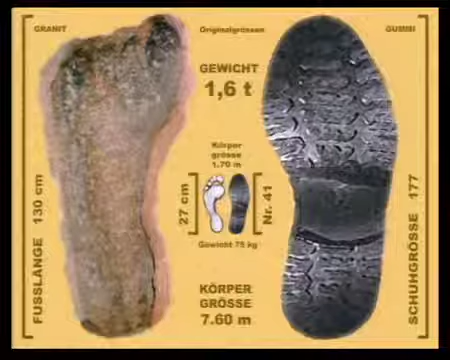 GRANIT
Originalgrössen
GUMMI
GEWICHT
1,6 t
Körper
grösse
1.70 m
FUSSLÄNGE 130 cm
27 cm
Nr. 41
SCHUHGRÖSSE 177
Gewicht 75 kg
KÖRPER
GRÖSSE
7.60 m